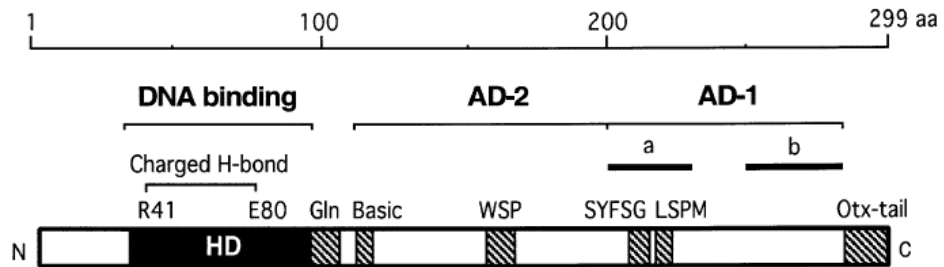 1 100 200 299 aa
DNA binding AD-2 AD-1
a b
Charged H-bond
R41 E80 Gln Basic WSP SYFSG LSPM Otx-tail
N HD C